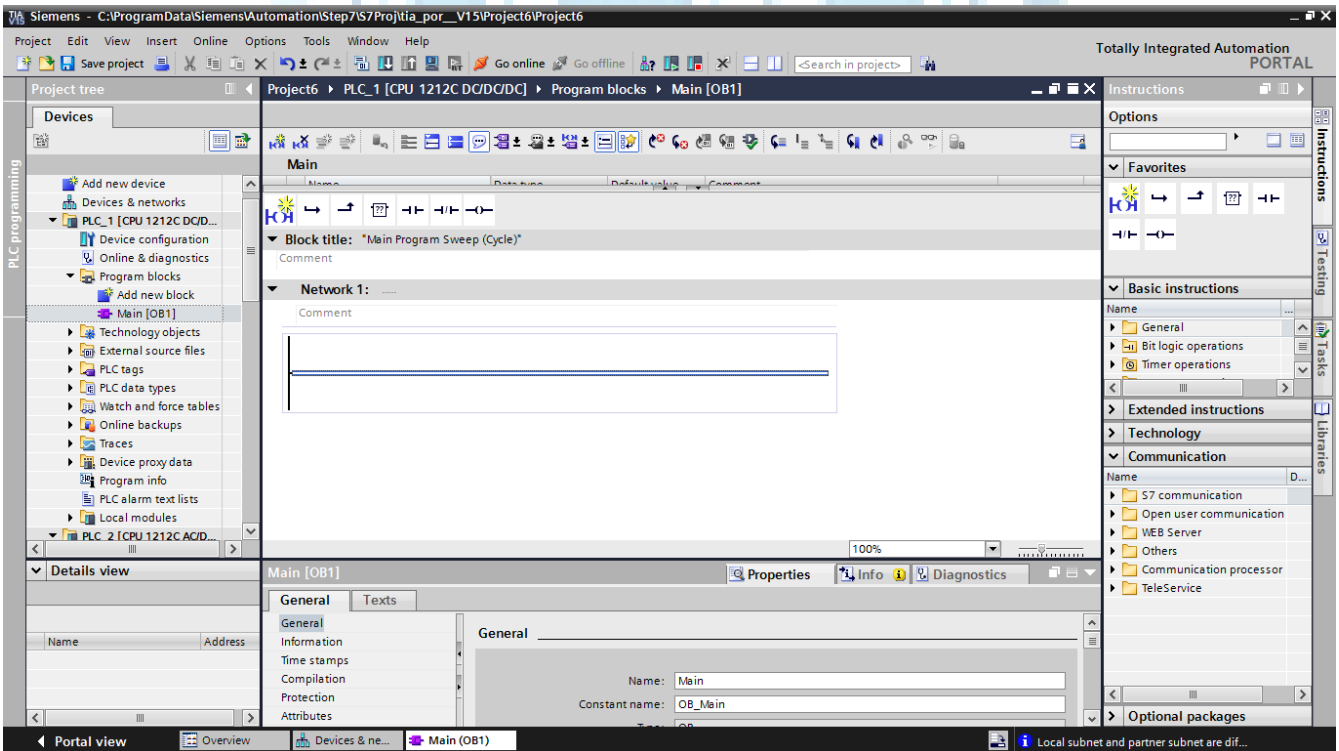 Siemens - C:\ProgramData\Siemens\Automation\Step7\S7Proj\tia_por__V15\Project6\Project6
Project Edit View Insert Online Options Tools Window Help
Totally Integrated Automation
PORTAL
Save project
Go online
Go offline
<Search in project>
Project tree
Project6 PLC_1 [CPU 1212C DC/DC/DC] Program blocks Main [OB1]
Instructions
Devices
Options
Main
Name Data type Default value Comment
Favorites
Add new device
Devices & networks
PLC_1 [CPU 1212C DC/D...
Device configuration
Online & diagnostics
Program blocks
Add new block
Main [OB1]
Technology objects
External source files
PLC tags
PLC data types
Watch and force tables
Online backups
Traces
Device proxy data
Program info
PLC alarm text lists
Local modules
PLC_2 [CPU 1212C AC/D...
PLC programming
Block title: "Main Program Sweep (Cycle)"
Comment
Network 1: .....
Comment
100%
Basic instructions
Name ...
General
Bit logic operations
Timer operations
Extended instructions
Technology
Communication
Name D...
S7 communication
Open user communication
WEB Server
Others
Communication processor
TeleService
Optional packages
Instructions
Testing
Tasks
Libraries
Details view
Name Address
Main [OB1]
Properties Info Diagnostics
General Texts
General
Information
Time stamps
Compilation
Protection
Attributes
General
Name: Main
Constant name: OB_Main
Type: OB
Portal view
Overview
Devices & ne...
Main (OB1)
Local subnet and partner subnet are dif...